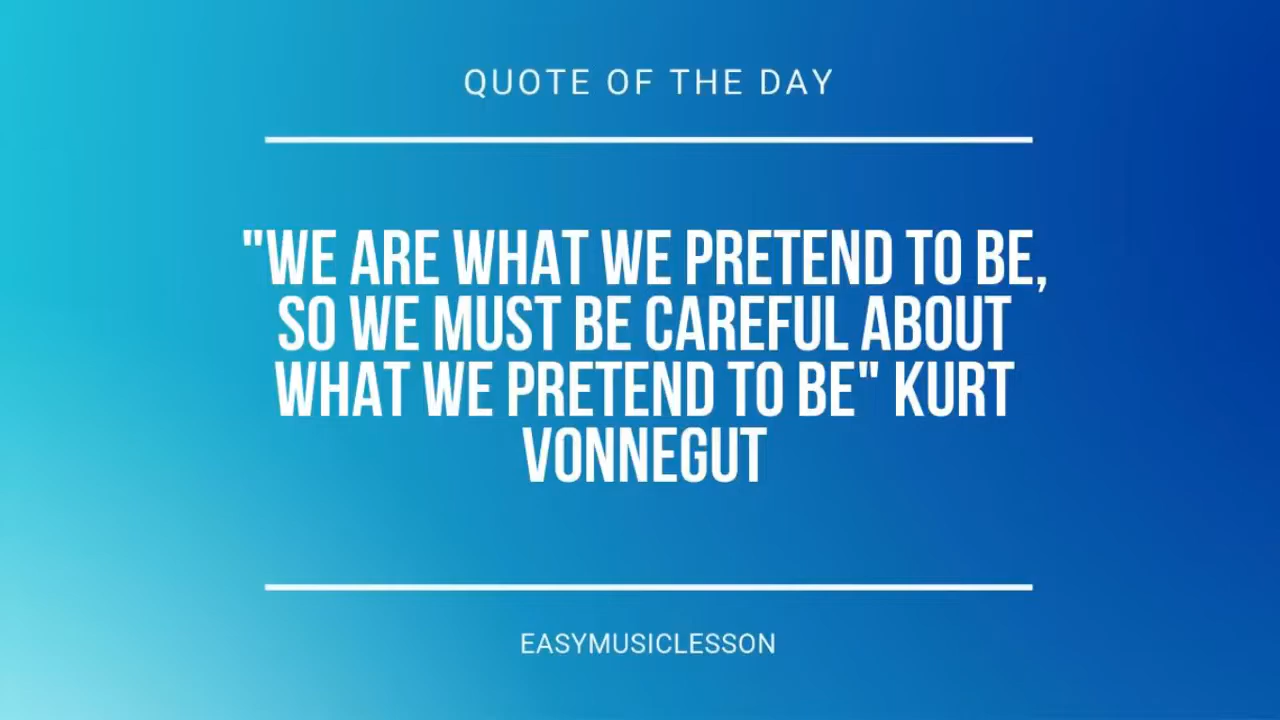 QUOTE OF THE DAY
"WE ARE WHAT WE PRETEND TO BE,
SO WE MUST BE CAREFUL ABOUT
WHAT WE PRETEND TO BE" KURT
VONNEGUT
EASYMUSICLESSON